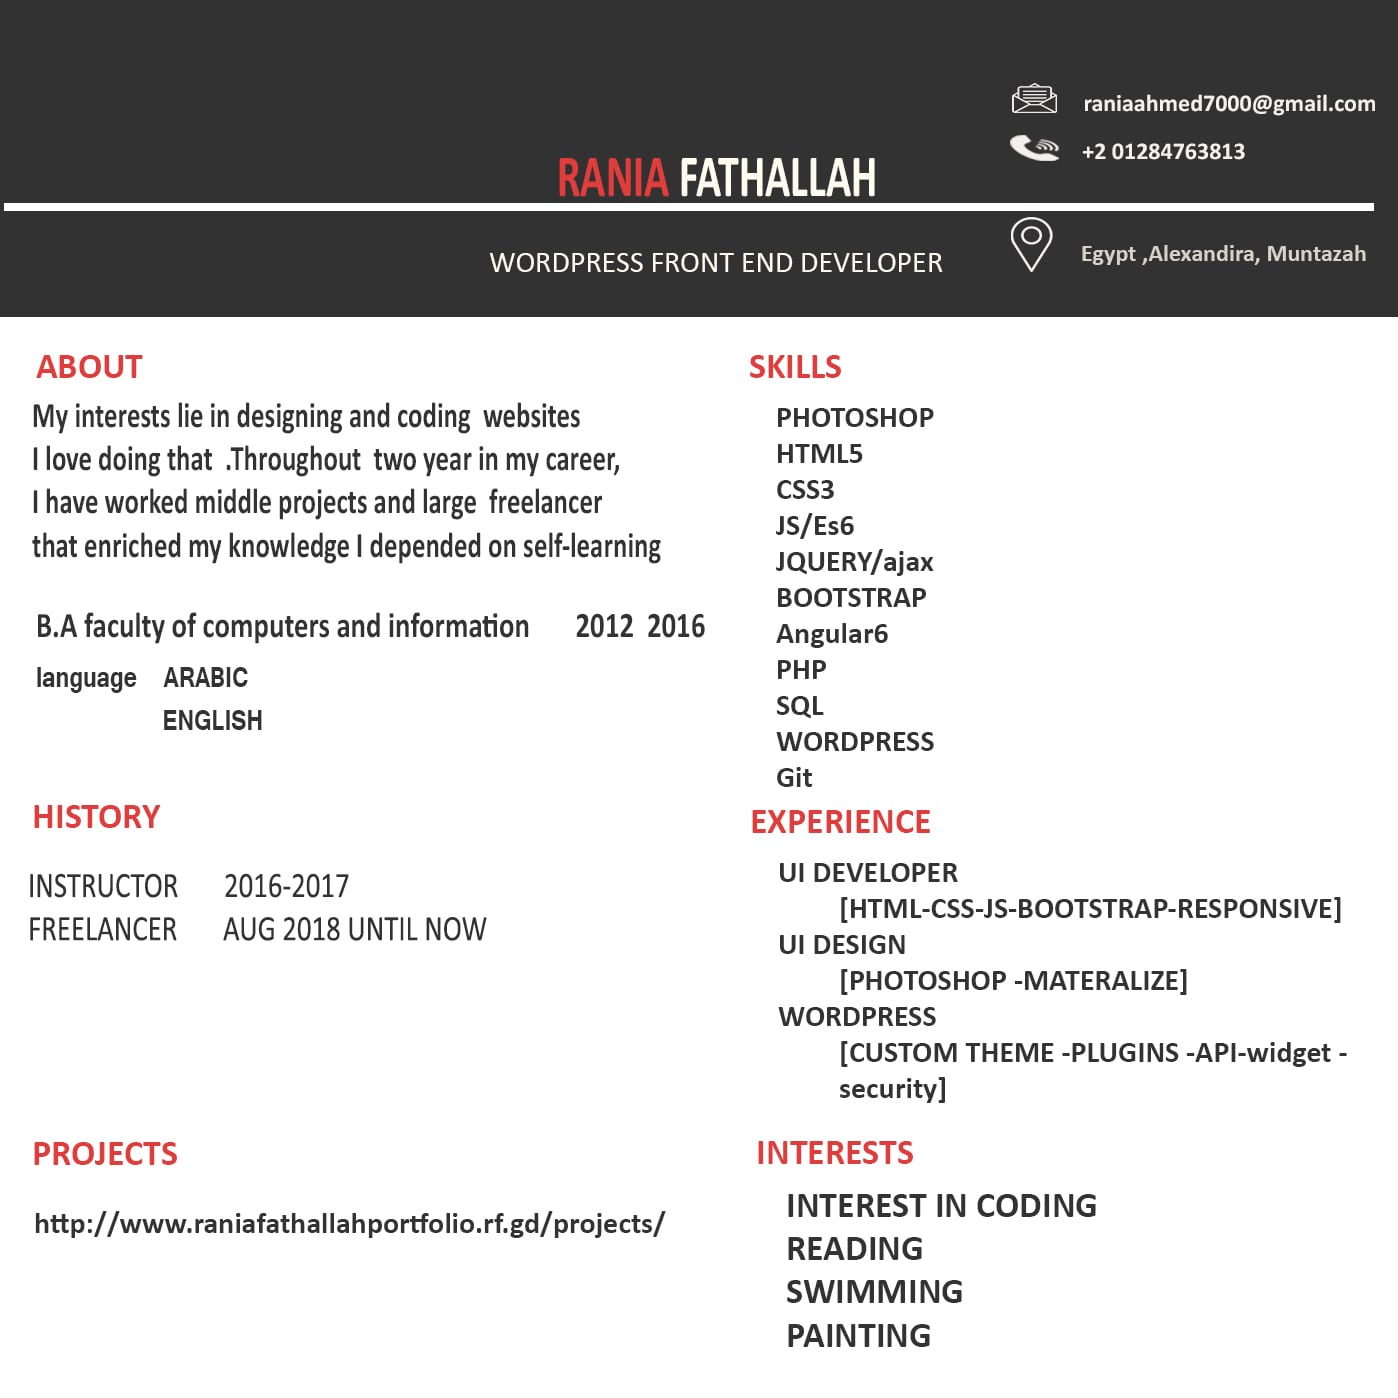 raniaahmed7000@gmail.com
+2 01284763813
RANIA FATHALLAH
WORDPRESS FRONT END DEVELOPER
Egypt ,Alexandira, Muntazah
ABOUT
My interests lie in designing and coding websites
I love doing that .Throughout two year in my career,
I have worked middle projects and large freelancer
that enriched my knowledge I depended on self-learning
B.A faculty of computers and information 2012 2016
language ARABIC
ENGLISH
HISTORY
INSTRUCTOR 2016-2017
FREELANCER AUG 2018 UNTIL NOW
PROJECTS
http://www.raniafathallahportfolio.rf.gd/projects/
SKILLS
PHOTOSHOP
HTML5
CSS3
JS/Es6
JQUERY/ajax
BOOTSTRAP
Angular6
PHP
SQL
WORDPRESS
Git
EXPERIENCE
UI DEVELOPER
[HTML-CSS-JS-BOOTSTRAP-RESPONSIVE]
UI DESIGN
[PHOTOSHOP -MATERALIZE]
WORDPRESS
[CUSTOM THEME -PLUGINS -API-widget -
security]
INTERESTS
INTEREST IN CODING
READING
SWIMMING
PAINTING